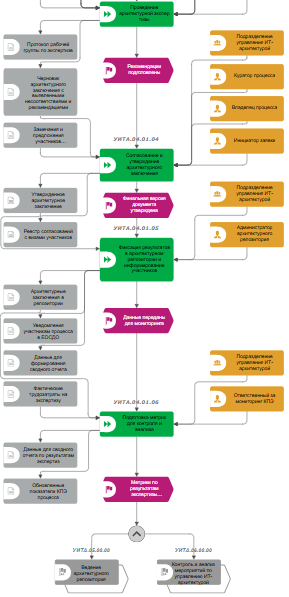 Проведение
архитектурной экспер
тизы
Протокол рабочей
группы по экспертизе
Подразделение
управления ИТ-
архитектурой
Рекомендации
подготовлены
Куратор процесса
Черновик
архитектурного
заключения с
выявленными
несоответствиями и
рекомендациями
Владелец процесса
Замечания и
предложения
участников...
Инициатор заявки
УИТА.04.01.04
Согласование и
утверждение
архитектурного
заключения
Утвержденное
архитектурное
заключение
Финальная версия
документа
утверждена
Подразделение
управления ИТ-
архитектурой
УИТА.04.01.05
Реестр согласований
с визами участников
Администратор
архитектурного
репозитория
Фиксация результатов
в архитектурном
репозитории и
информирование
участников
Архитектурные
заключения в
репозитории
Уведомления
участникам процесса
в ЕОСДО
Данные переданы
для мониторинга
Данные для
формирования
сводного отчета
Подразделение
управления ИТ-
архитектурой
Фактические
трудозатраты на
экспертизу
Ответственный за
мониторинг КПЭ
УИТА.04.01.06
Подготовка метрик
для контроля и
анализа
Данные для сводного
отчета по результатам
экспертиз
Обновленные
показатели КПЭ
процесса
Метрики по
результатам
экспертизы...
УИТА.05.00.00
УИТА.06.00.00
Ведение
архитектурного
репозитория
Контроль и анализ
мероприятий по
управлению ИТ-
архитектурой